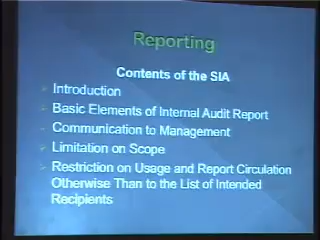 Reporting
Contents of the SIA
Introduction
Basic Elements of Internal Audit Report
Communication to Management
Limitation on Scope
Restriction on Usage and Report Circulation
Otherwise Than to the List of Intended
Recipients